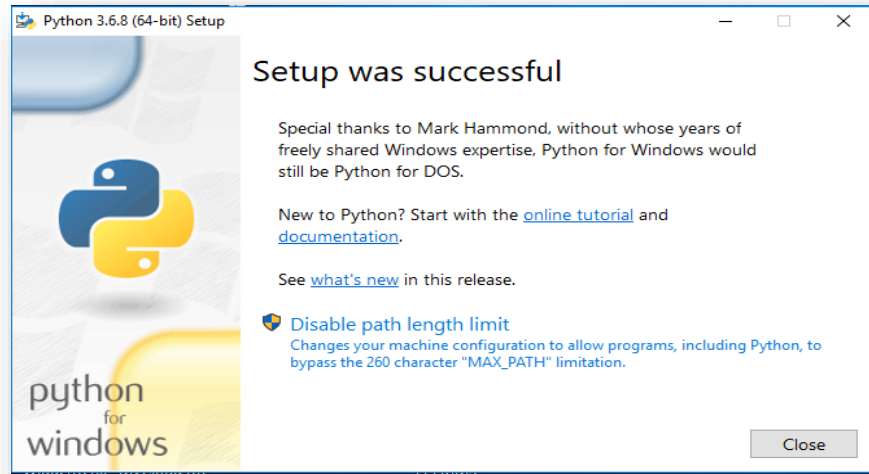 Python 3.6.8 (64-bit) Setup
Setup was successful
Special thanks to Mark Hammond, without whose years of
freely shared Windows expertise, Python for Windows would
still be Python for DOS.
New to Python? Start with the online tutorial and
documentation.
See what's new in this release.
Disable path length limit
Changes your machine configuration to allow programs, including Python, to
bypass the 260 character "MAX_PATH" limitation.
python
for
windows
Close